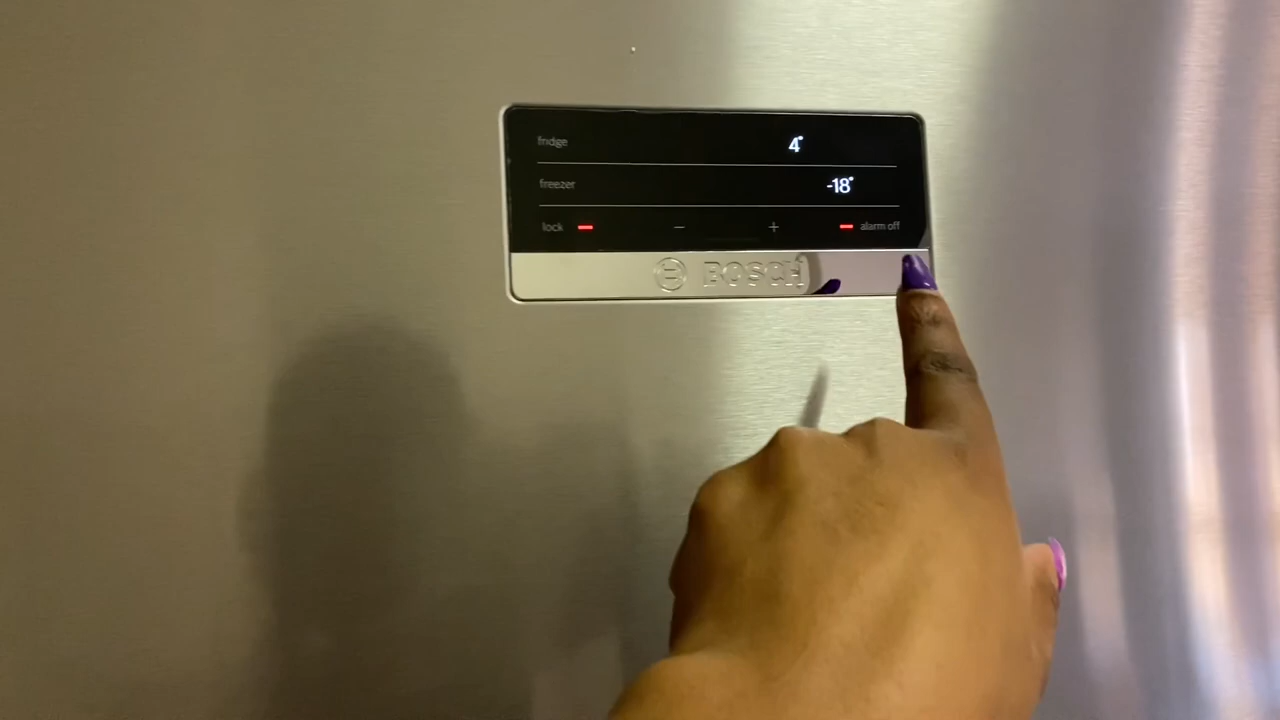 fridge 4°
freezer -18°
lock − + alarm off
BOSCH